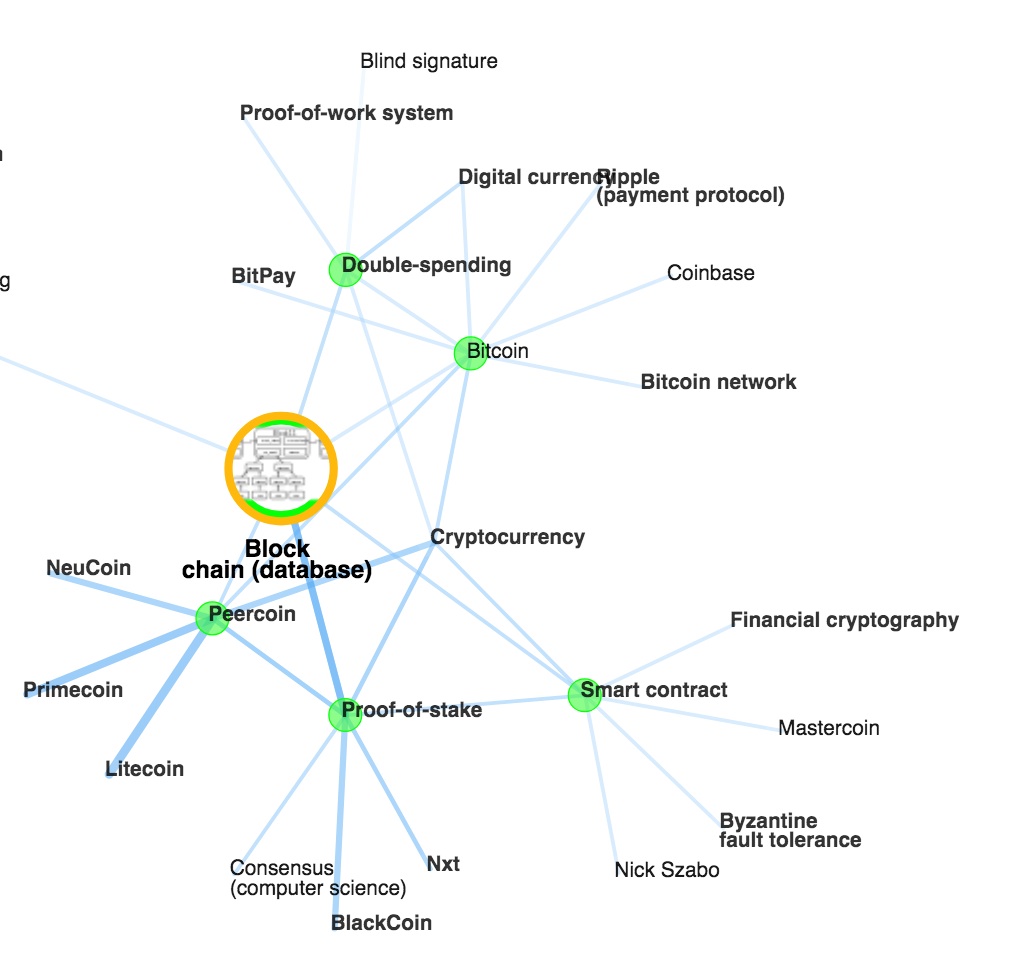 Blind signature
Proof-of-work system
Digital currency
Ripple
(payment protocol)
Double-spending
BitPay
Coinbase
g
Bitcoin
Bitcoin network
Cryptocurrency
Block
chain (database)
NeuCoin
Peercoin
Financial cryptography
Primecoin
Smart contract
Proof-of-stake
Mastercoin
Litecoin
Byzantine
fault tolerance
Consensus
(computer science)
Nxt
Nick Szabo
BlackCoin